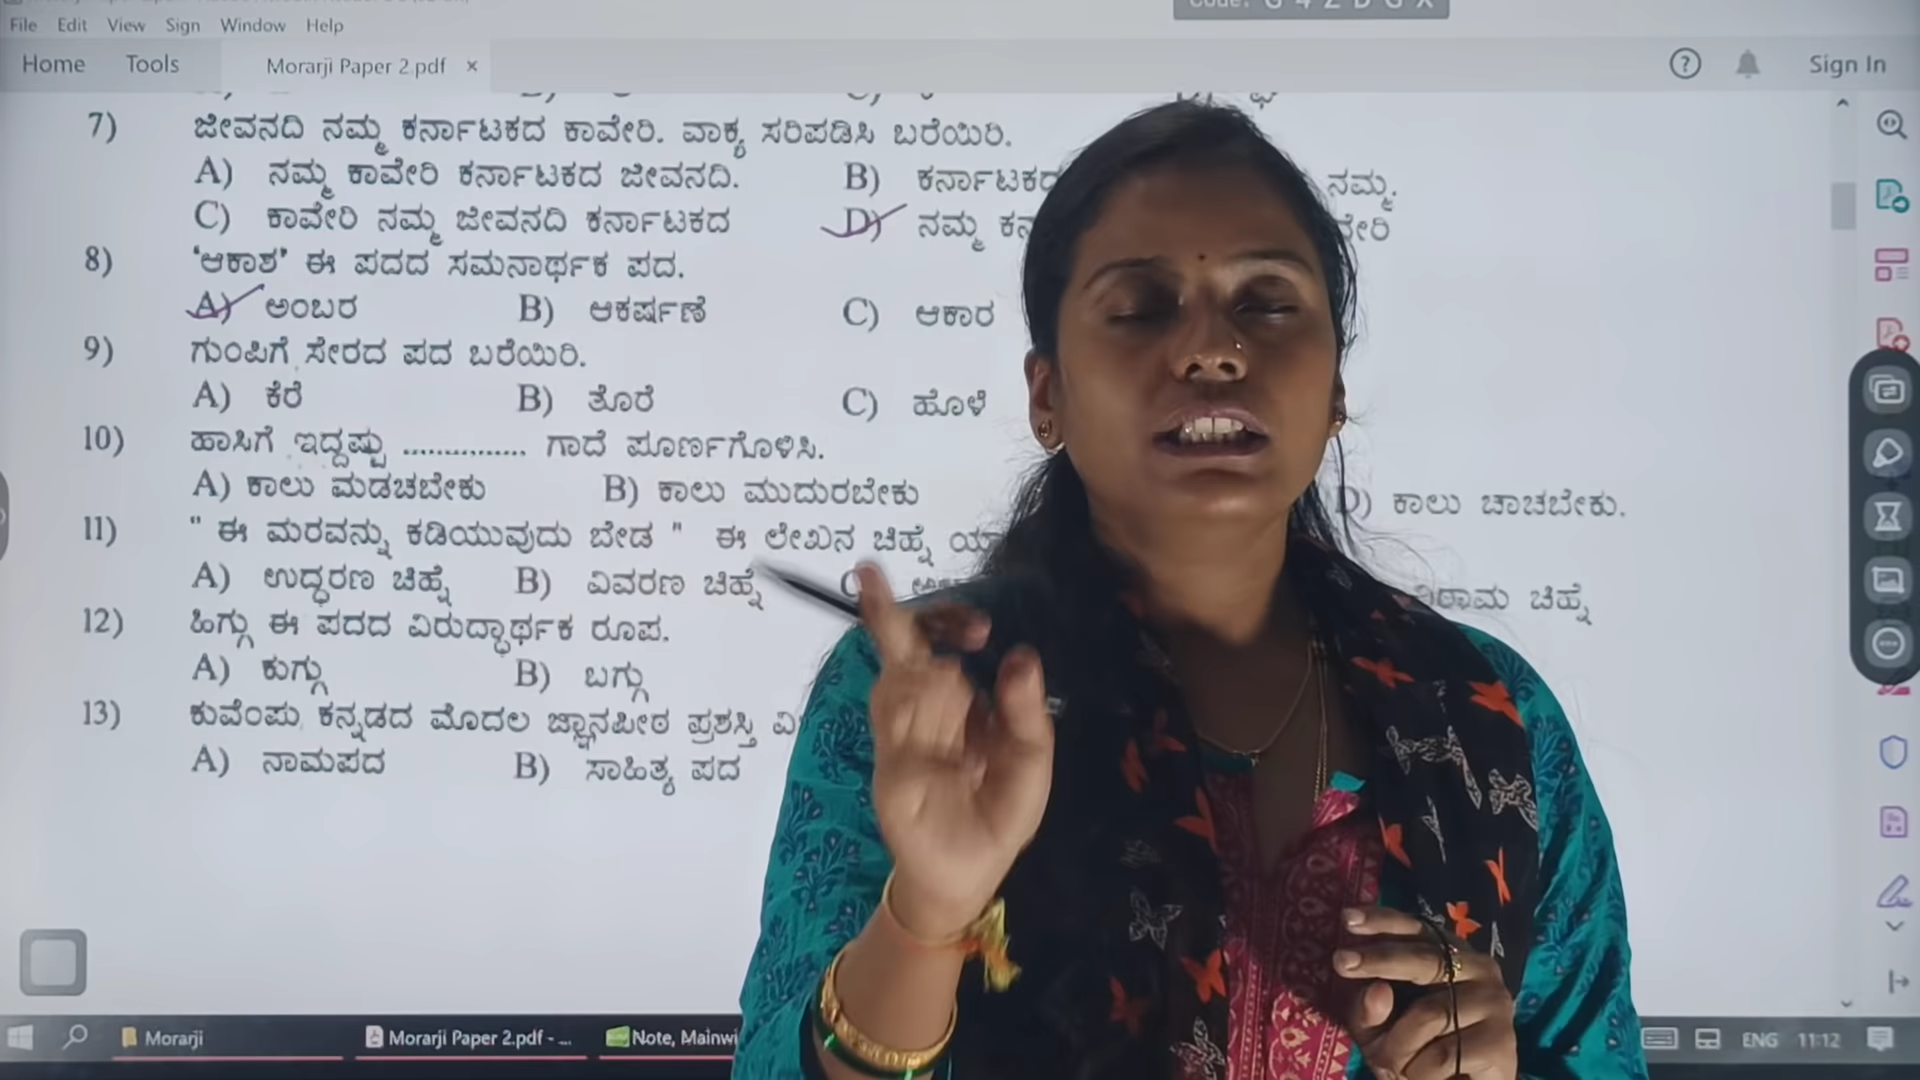 File Edit View Sign Window Help
Home Tools Morarji Paper 2.pdf × Sign In
7) ಜೀವನದಿ ನಮ್ಮ ಕರ್ನಾಟಕದ ಕಾವೇರಿ. ವಾಕ್ಯ ಸರಿಪಡಿಸಿ ಬರೆಯಿರಿ.
A) ನಮ್ಮ ಕಾವೇರಿ ಕರ್ನಾಟಕದ ಜೀವನದಿ. B) ಕರ್ನಾಟಕದ ನಮ್ಮ.
C) ಕಾವೇರಿ ನಮ್ಮ ಜೀವನದಿ ಕರ್ನಾಟಕದ D) ನಮ್ಮ
8) 'ಆಕಾಶ' ಈ ಪದದ ಸಮನಾರ್ಥಕ ಪದ.
A) ಅಂಬರ B) ಆಕರ್ಷಣೆ C) ಆಕಾರ
9) ಗುಂಪಿಗೆ ಸೇರದ ಪದ ಬರೆಯಿರಿ.
A) ಕೆರೆ B) ತೊರೆ C) ಹೊಳೆ
10) ಹಾಸಿಗೆ ಇದ್ದಷ್ಟು ............... ಗಾದೆ ಪೂರ್ಣಗೊಳಿಸಿ.
A) ಕಾಲು ಮಡಚಬೇಕು B) ಕಾಲು ಮುದುರಬೇಕು D) ಕಾಲು ಚಾಚಬೇಕು.
11) " ಈ ಮರವನ್ನು ಕಡಿಯುವುದು ಬೇಡ " ಈ ಲೇಖನ ಚಿಹ್ನೆ
A) ಉದ್ಧರಣ ಚಿಹ್ನೆ B) ವಿವರಣ ಚಿಹ್ನೆ ಚಿಹ್ನೆ
12) ಹಿಗ್ಗು ಈ ಪದದ ವಿರುದ್ಧಾರ್ಥಕ ರೂಪ.
A) ಕುಗ್ಗು B) ಬಗ್ಗು
13) ಕುವೆಂಪು ಕನ್ನಡದ ಮೊದಲ ಜ್ಞಾನಪೀಠ ಪ್ರಶಸ್ತಿ
A) ನಾಮಪದ B) ಸಾಹಿತ್ಯ ಪದ
Morarji Morarji Paper 2.pdf - ... Note, ENG 11:12